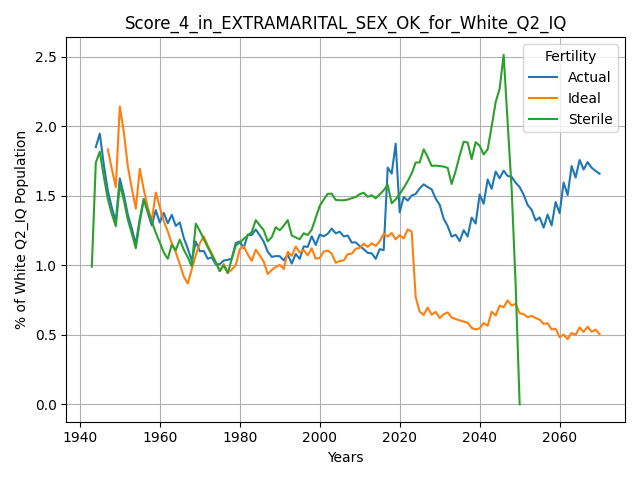 Score_4_in_EXTRAMARITAL_SEX_OK_for_White_Q2_IQ
Fertility
Actual
Ideal
Sterile
% of White Q2_IQ Population
2.5
2.0
1.5
1.0
0.5
0.0
1940 1960 1980 2000 2020 2040 2060
Years